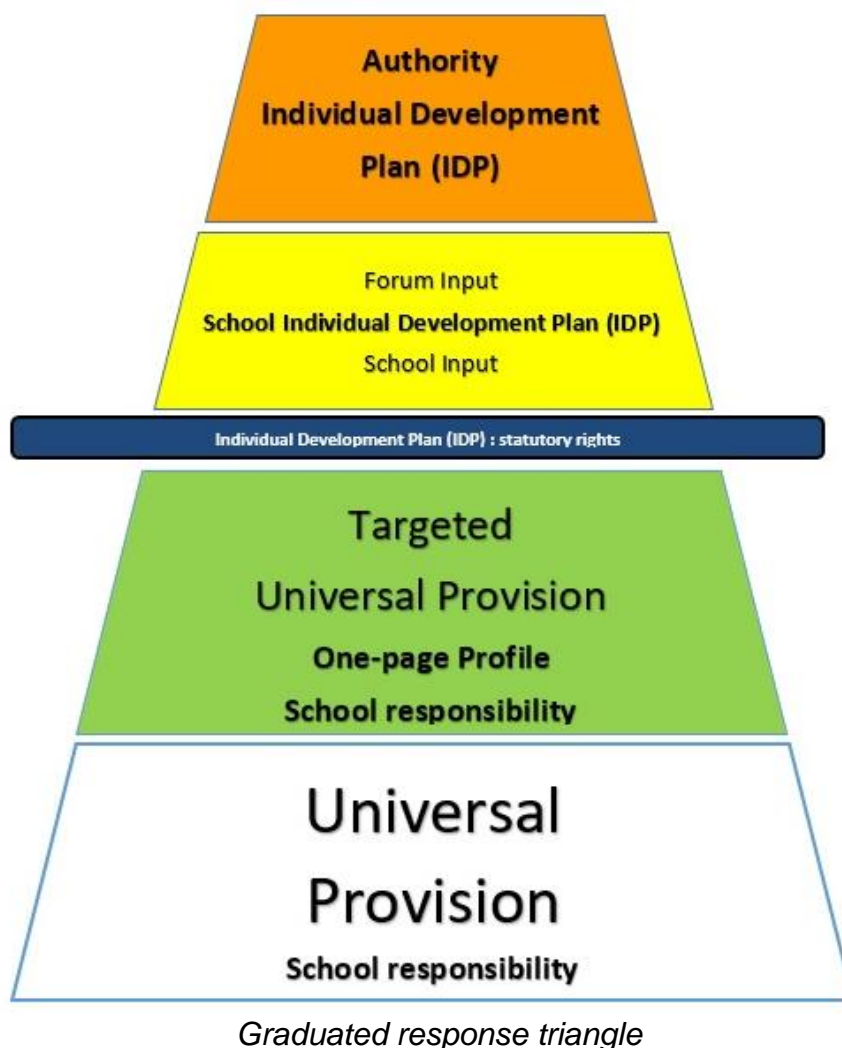 Authority
Individual Development
Plan (IDP)
Forum Input
School Individual Development Plan (IDP)
School Input
Individual Development Plan (IDP) : statutory rights
Targeted
Universal Provision
One-page Profile
School responsibility
Universal
Provision
School responsibility
Graduated response triangle